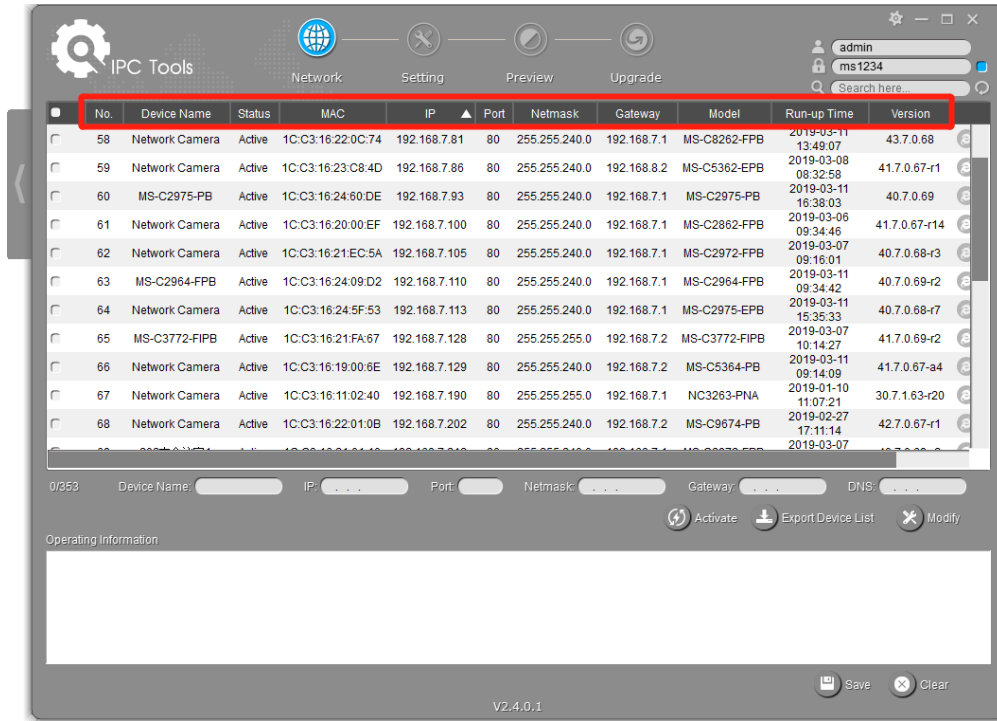 IPC Tools
Network Setting Preview Upgrade
admin
ms1234
Search here...
No. Device Name Status MAC IP Port Netmask Gateway Model Run-up Time Version
58 Network Camera Active 1C:C3:16:22:0C:74 192.168.7.81 80 255.255.240.0 192.168.7.1 MS-C8262-FPB 2019-03-11 13:49:07 43.7.0.68
59 Network Camera Active 1C:C3:16:23:C8:4D 192.168.7.86 80 255.255.240.0 192.168.8.2 MS-C5362-EPB 2019-03-08 08:32:58 41.7.0.67-r1
60 MS-C2975-PB Active 1C:C3:16:24:60:DE 192.168.7.93 80 255.255.240.0 192.168.7.1 MS-C2975-PB 2019-03-11 16:38:03 40.7.0.69
61 Network Camera Active 1C:C3:16:20:00:EF 192.168.7.100 80 255.255.240.0 192.168.7.1 MS-C2862-FPB 2019-03-06 09:34:46 41.7.0.67-r14
62 Network Camera Active 1C:C3:16:21:EC:5A 192.168.7.105 80 255.255.240.0 192.168.7.1 MS-C2972-FPB 2019-03-07 09:16:01 40.7.0.68-r3
63 MS-C2964-FPB Active 1C:C3:16:24:09:D2 192.168.7.110 80 255.255.240.0 192.168.7.1 MS-C2964-FPB 2019-03-11 09:34:42 40.7.0.69-r2
64 Network Camera Active 1C:C3:16:24:5F:53 192.168.7.113 80 255.255.240.0 192.168.7.1 MS-C2975-EPB 2019-03-11 15:35:33 40.7.0.68-r7
65 MS-C3772-FIPB Active 1C:C3:16:21:FA:67 192.168.7.128 80 255.255.255.0 192.168.7.2 MS-C3772-FIPB 2019-03-07 10:14:27 41.7.0.69-r2
66 Network Camera Active 1C:C3:16:19:00:6E 192.168.7.129 80 255.255.240.0 192.168.7.2 MS-C5364-PB 2019-03-11 09:14:09 41.7.0.67-a4
67 Network Camera Active 1C:C3:16:11:02:40 192.168.7.190 80 255.255.255.0 192.168.7.1 NC3263-PNA 2019-01-10 11:07:21 30.7.1.63-r20
68 Network Camera Active 1C:C3:16:22:01:0B 192.168.7.202 80 255.255.240.0 192.168.7.2 MS-C9674-PB 2019-02-27 17:11:14 42.7.0.67-r1
2019-03-07
0/353 Device Name: IP: . . . Port: Netmask: . . . Gateway: . . . DNS: . . .
Activate Export Device List Modify
Operating Information
Save Clear
V2.4.0.1